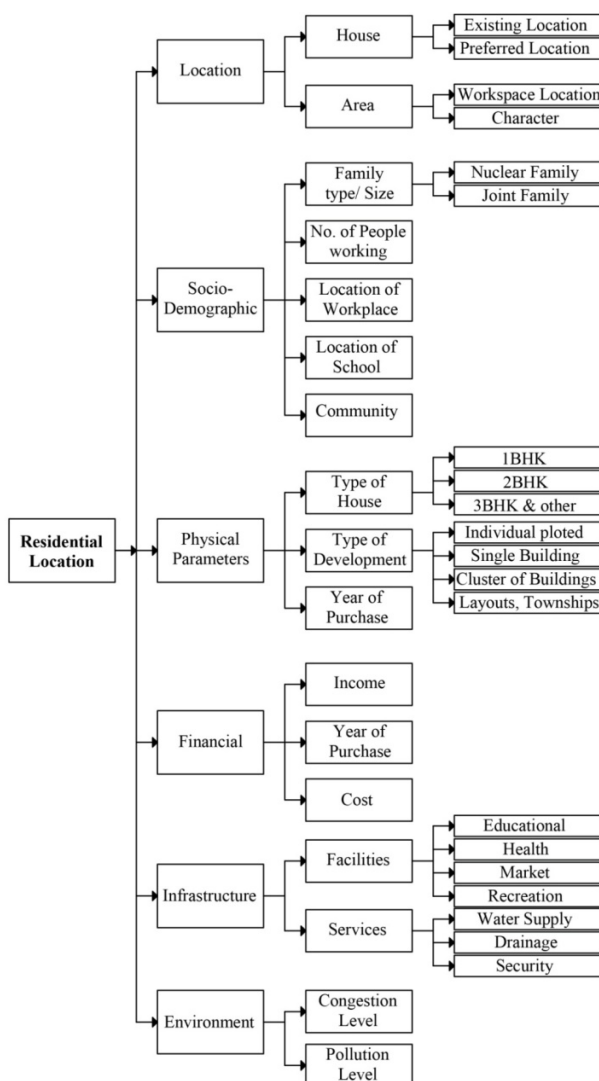 Residential
Location
Location
House
Existing Location
Preferred Location
Area
Workspace Location
Character
Socio-
Demographic
Family
type/ Size
Nuclear Family
Joint Family
No. of People
working
Location of
Workplace
Location of
School
Community
Physical
Parameters
Type of
House
1BHK
2BHK
3BHK & other
Type of
Development
Individual ploted
Single Building
Cluster of Buildings
Layouts, Townships
Year of
Purchase
Financial
Income
Year of
Purchase
Cost
Infrastructure
Facilities
Educational
Health
Market
Recreation
Services
Water Supply
Drainage
Security
Environment
Congestion
Level
Pollution
Level